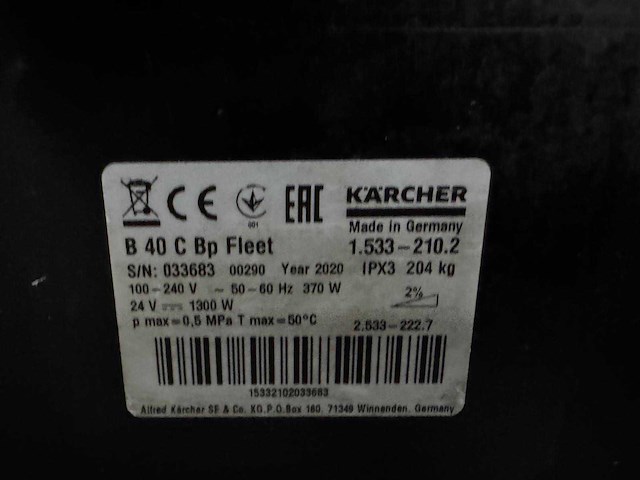 CE 001 EAC KÄRCHER
Made in Germany
B 40 C Bp Fleet 1.533-210.2
S/N: 033683 00290 Year 2020 IPX3 204 kg
100-240 V ~ 50-60 Hz 370 W 2%
24 V ⎓ 1300 W
p max=0,5 MPa T max=50°C 2.533-222.7
15332102033683
Alfred Kärcher SE & Co. KG,P.O.Box 160, 71349 Winnenden, Germany